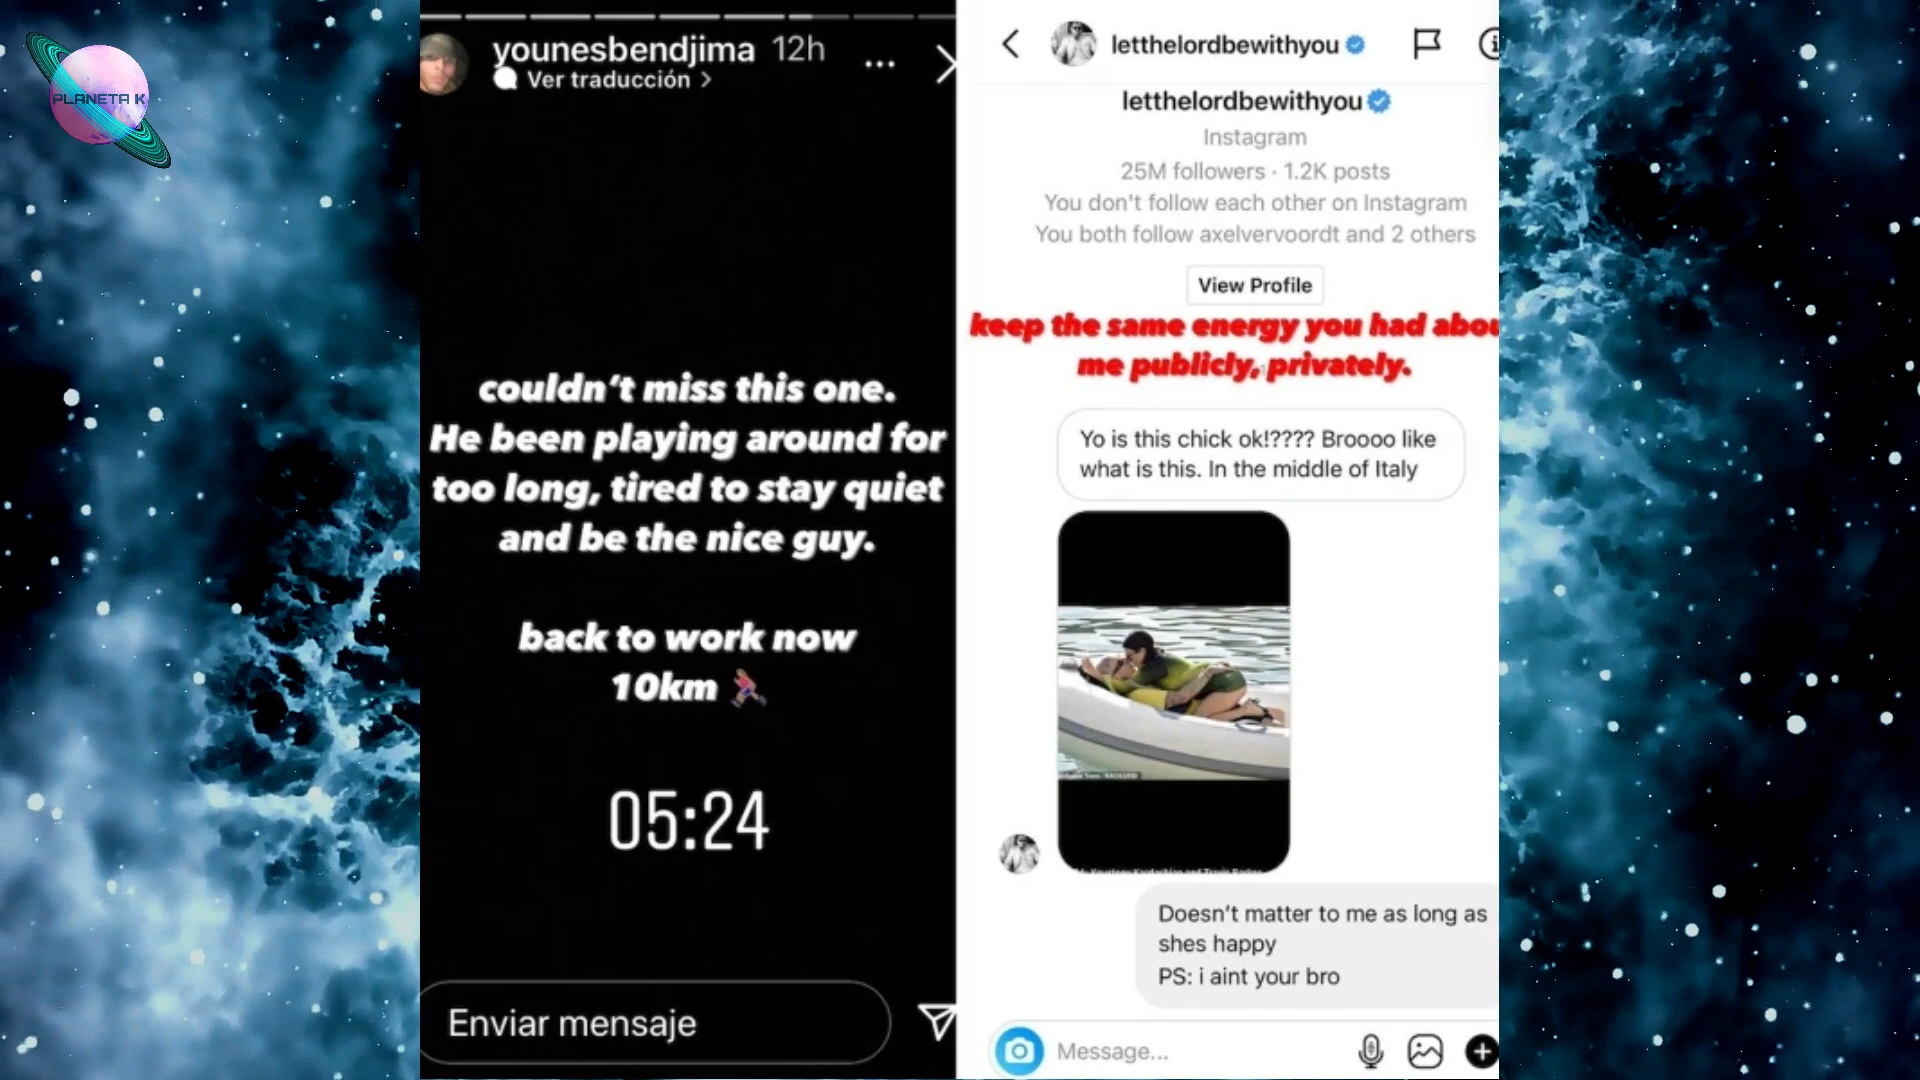 PLANETA K
younesbendjima 12h
Ver traducción >
couldn't miss this one.
He been playing around for
too long, tired to stay quiet
and be the nice guy.
back to work now
10km
05:24
Enviar mensaje
letthelordbewithyou
letthelordbewithyou
Instagram
25M followers · 1.2K posts
You don't follow each other on Instagram
You both follow axelvervoordt and 2 others
View Profile
keep the same energy you had abou
me publicly, privately.
Yo is this chick ok!???? Broooo like
what is this. In the middle of Italy
Kourtney Kardashian and Travis Barker
Doesn't matter to me as long as
shes happy
PS: i aint your bro
Message...